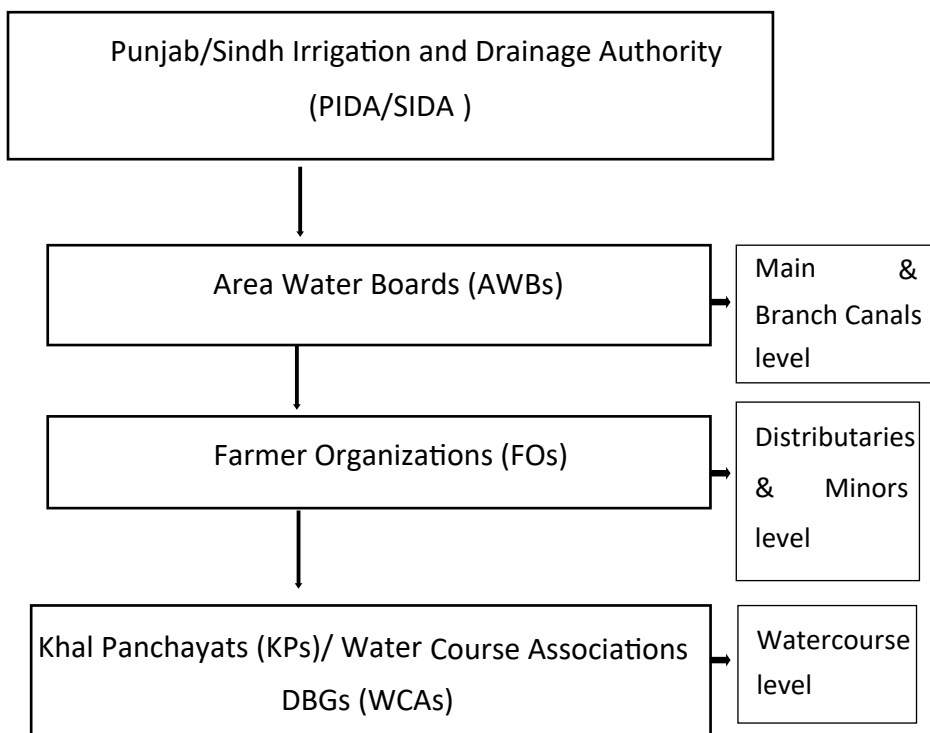 Punjab/Sindh Irrigation and Drainage Authority
(PIDA/SIDA )
Area Water Boards (AWBs)
Main &
Branch Canals
level
Farmer Organizations (FOs)
Distributaries
& Minors
level
Khal Panchayats (KPs)/ Water Course Associations
DBGs (WCAs)
Watercourse
level